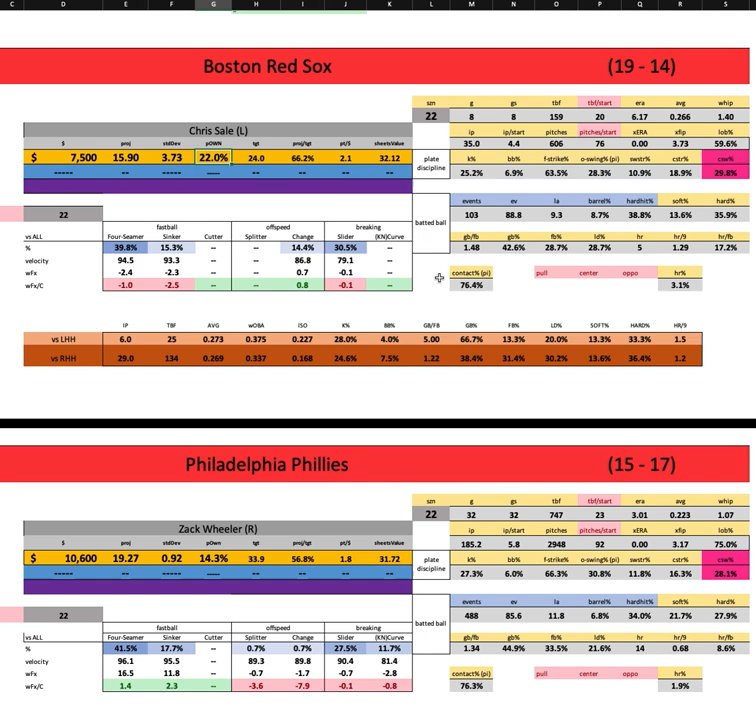 C D E F G H I J K L M N O P Q R S
Boston Red Sox (19 - 14)
szn g gs tbf tbf/start era avg whip
22 8 8 159 20 6.17 0.266 1.40
Chris Sale (L) ip ip/start pitches pitches/start xERA xfip lob%
$ proj stdDev pOWN tgt proj/tgt pt/$ sheetsValue 35.0 4.4 606 76 0.00 3.73 59.6%
$ 7,500 15.90 3.73 22.0% 24.0 66.2% 2.1 32.12 plate discipline k% bb% f-strike% o-swing% (pi) swstr% cstr% csw%
----- -- -- ___ -- -- -- -- 25.2% 6.9% 63.5% 28.3% 10.9% 18.9% 29.8%
events ev la barrel% hardhit% soft% hard%
22 batted ball 103 88.8 9.3 8.7% 38.8% 13.6% 35.9%
fastball offspeed breaking gb/fb gb% fb% ld% hr hr/9 hr/fb
vs ALL Four-Seamer Sinker Cutter Splitter Change Slider (KN)Curve
% 39.8% 15.3% -- -- 14.4% 30.5% -- 1.48 42.6% 28.7% 28.7% 5 1.29 17.2%
velocity 94.5 93.3 -- -- 86.8 79.1 --
wFx -2.4 -2.3 -- -- 0.7 -0.1 -- contact% (pi) pull center oppo hr%
wFx/C -1.0 -2.5 -- -- 0.8 -0.1 -- 76.4% 3.1%
IP TBF AVG wOBA ISO K% BB% GB/FB GB% FB% LD% SOFT% HARD% HR/9
vs LHH 6.0 25 0.273 0.375 0.227 28.0% 4.0% 5.00 66.7% 13.3% 20.0% 13.3% 33.3% 1.5
vs RHH 29.0 134 0.269 0.337 0.168 24.6% 7.5% 1.22 38.4% 31.4% 30.2% 13.6% 36.4% 1.2
Philadelphia Phillies (15 - 17)
szn g gs tbf tbf/start era avg whip
22 32 32 747 23 3.01 0.223 1.07
Zack Wheeler (R) ip ip/start pitches pitches/start xERA xfip lob%
$ proj stdDev pOwn tgt proj/tgt pt/$ sheetsValue 185.2 5.8 2948 92 0.00 3.17 75.0%
$ 10,600 19.27 0.92 14.3% 33.9 56.8% 1.8 31.72 plate discipline k% bb% f-strike% o-swing% (pi) swstr% cstr% csw%
----- -- -- ___ -- -- -- -- 27.3% 6.0% 66.3% 30.8% 11.8% 16.3% 28.1%
events ev la barrel% hardhit% soft% hard%
22 batted ball 488 85.6 11.8 6.8% 34.0% 21.7% 27.9%
fastball offspeed breaking gb/fb gb% fb% ld% hr hr/9 hr/fb
vs ALL Four-Seamer Sinker Cutter Splitter Change Slider (KN)Curve
% 41.5% 17.7% -- 0.7% 0.7% 27.5% 11.7% 1.34 44.9% 33.5% 21.6% 14 0.68 8.6%
velocity 96.1 95.5 -- 89.3 89.8 90.4 81.4
wFx 16.5 11.8 -- -0.7 -1.7 -0.7 -2.8 contact% (pi) pull center oppo hr%
wFx/C 1.4 2.3 -- -3.6 -7.9 -0.1 -0.8 76.3% 1.9%